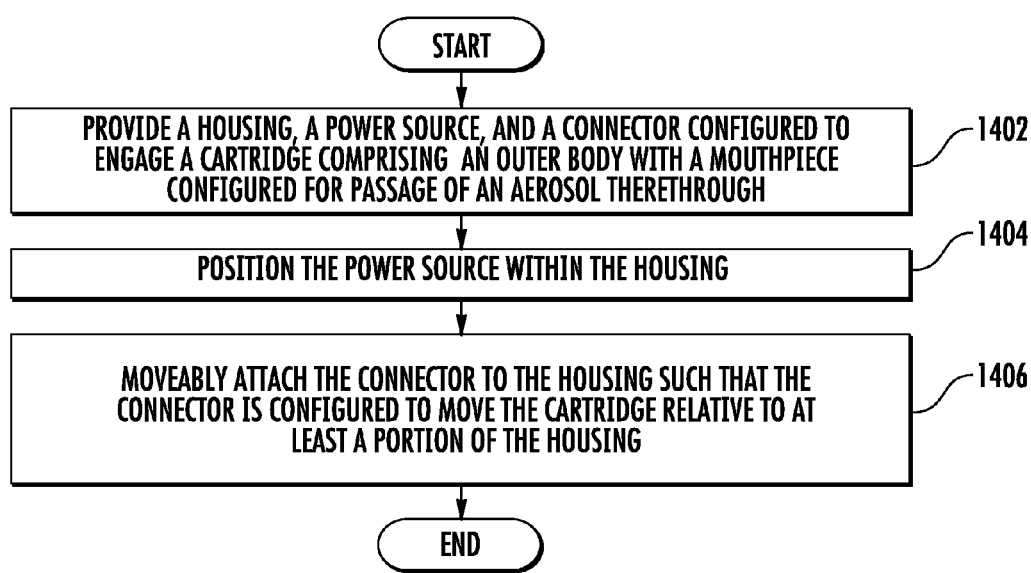 START
PROVIDE A HOUSING, A POWER SOURCE, AND A CONNECTOR CONFIGURED TO
ENGAGE A CARTRIDGE COMPRISING AN OUTER BODY WITH A MOUTHPIECE
CONFIGURED FOR PASSAGE OF AN AEROSOL THERETHROUGH
1402
POSITION THE POWER SOURCE WITHIN THE HOUSING
1404
MOVEABLY ATTACH THE CONNECTOR TO THE HOUSING SUCH THAT THE
CONNECTOR IS CONFIGURED TO MOVE THE CARTRIDGE RELATIVE TO AT
LEAST A PORTION OF THE HOUSING
1406
END